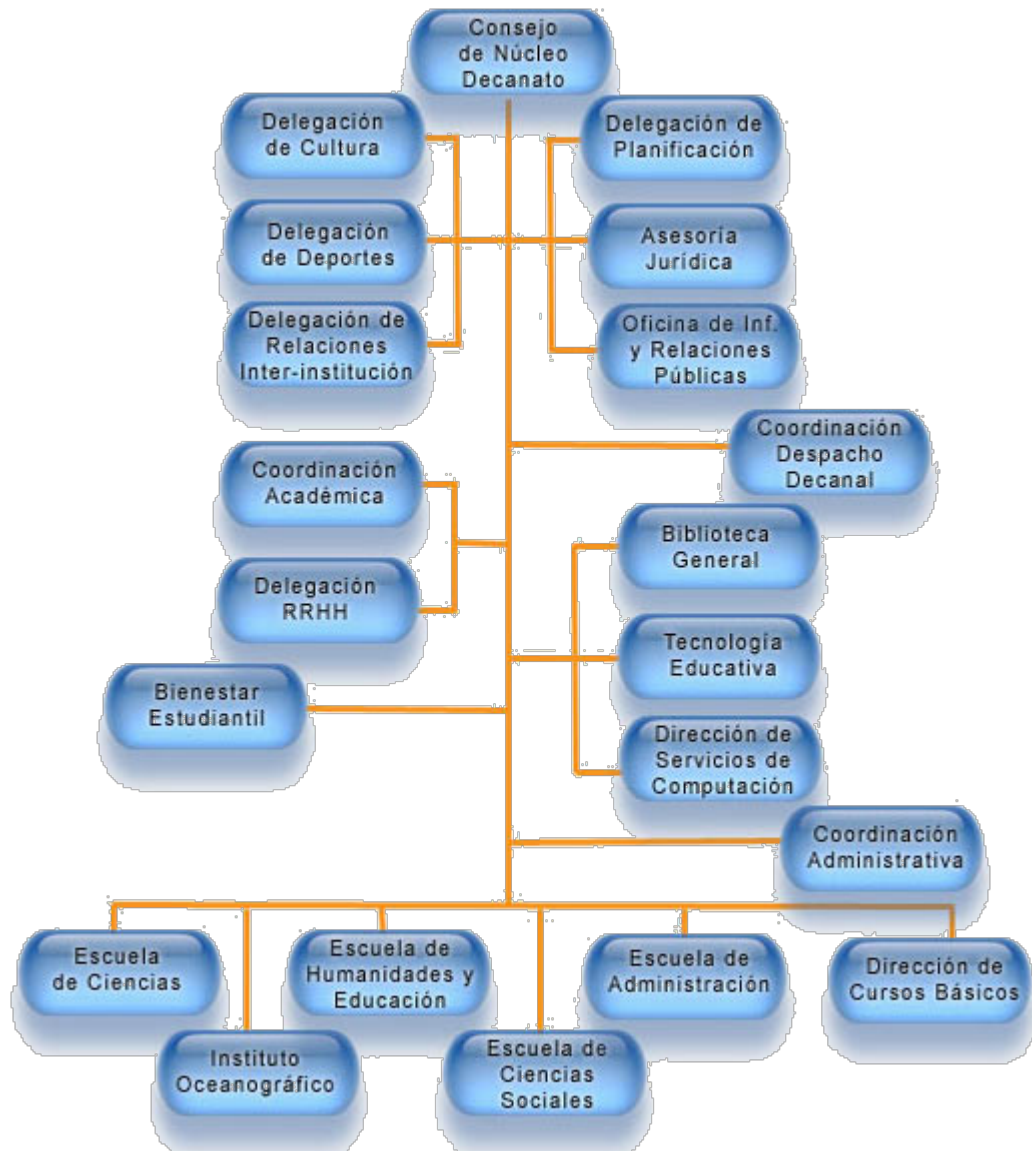 Consejo
de Núcleo
Decanato
Delegación
de Cultura
Delegación de
Planificación
Delegación
de Deportes
Asesoría
Jurídica
Delegación de
Relaciones
Inter-institución
Oficina de Inf.
y Relaciones
Públicas
Coordinación
Despacho
Decanal
Coordinación
Académica
Biblioteca
General
Delegación
RRHH
Tecnología
Educativa
Bienestar
Estudiantil
Dirección de
Servicios de
Computación
Coordinación
Administrativa
Escuela
de Ciencias
Escuela de
Humanidades y
Educación
Escuela de
Administración
Dirección de
Cursos Básicos
Instituto
Oceanográfico
Escuela de
Ciencias
Sociales